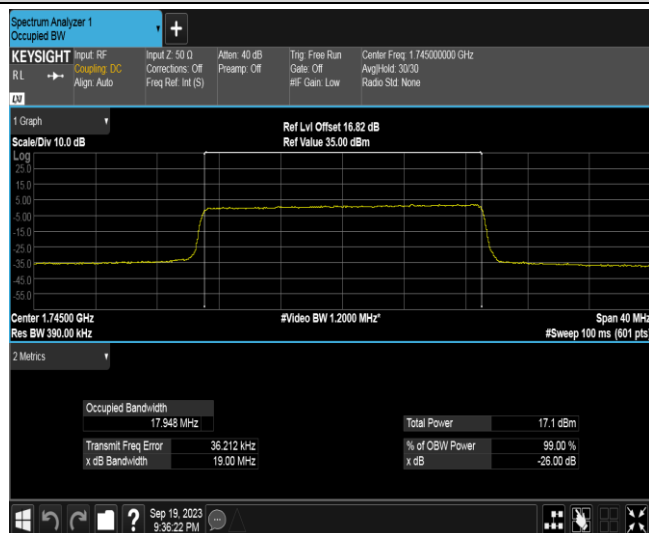 Spectrum Analyzer 1
Occupied BW
+
KEYSIGHT
RL
LXI
Input: RF
Coupling: DC
Align: Auto
Input Z: 50 Ω
Corrections: Off
Freq Ref: Int (S)
Atten: 40 dB
Preamp: Off
Trig: Free Run
Gate: Off
#IF Gain: Low
Center Freq: 1.745000000 GHz
Avg|Hold: 30/30
Radio Std: None
1 Graph
Scale/Div 10.0 dB
Ref Lvl Offset 16.82 dB
Ref Value 35.00 dBm
Log
25.0
15.0
5.00
-5.00
-15.0
-25.0
-35.0
-45.0
-55.0
Center 1.74500 GHz
#Video BW 1.2000 MHz*
Span 40 MHz
Res BW 390.00 kHz
#Sweep 100 ms (601 pts)
2 Metrics
Occupied Bandwidth
17.948 MHz
Total Power 17.1 dBm
Transmit Freq Error 36.212 kHz
% of OBW Power 99.00 %
x dB Bandwidth 19.00 MHz
x dB -26.00 dB
?
Sep 19, 2023
9:36:22 PM